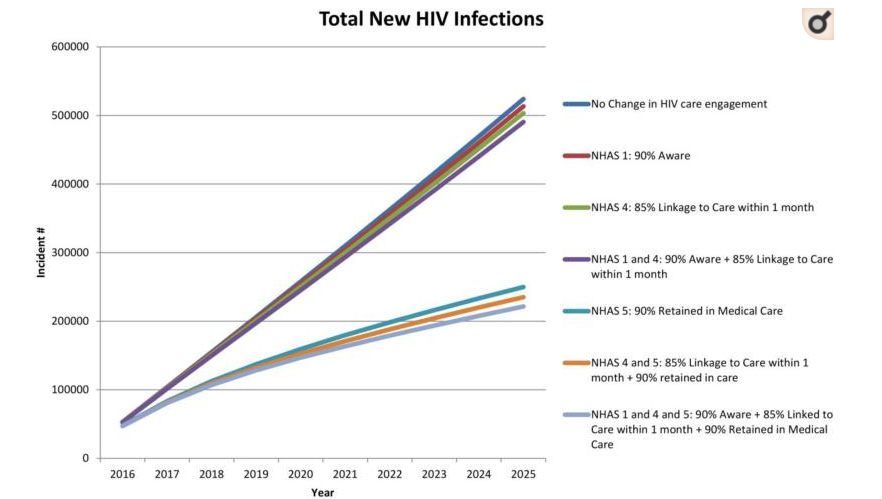 Total New HIV Infections
600000
500000
400000
300000
200000
100000
0
Incident #
2016 2017 2018 2019 2020 2021 2022 2023 2024 2025
Year
No Change in HIV care engagement
NHAS 1: 90% Aware
NHAS 4: 85% Linkage to Care within 1 month
NHAS 1 and 4: 90% Aware + 85% Linkage to Care
within 1 month
NHAS 5: 90% Retained in Medical Care
NHAS 4 and 5: 85% Linkage to Care within 1
month + 90% retained in care
NHAS 1 and 4 and 5: 90% Aware + 85% Linked to
Care within 1 month + 90% Retained in Medical
Care